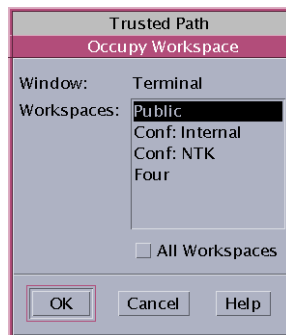 Trusted Path
Occupy Workspace
Window: Terminal
Workspaces: Public
Conf: Internal
Conf: NTK
Four
All Workspaces
OK Cancel Help